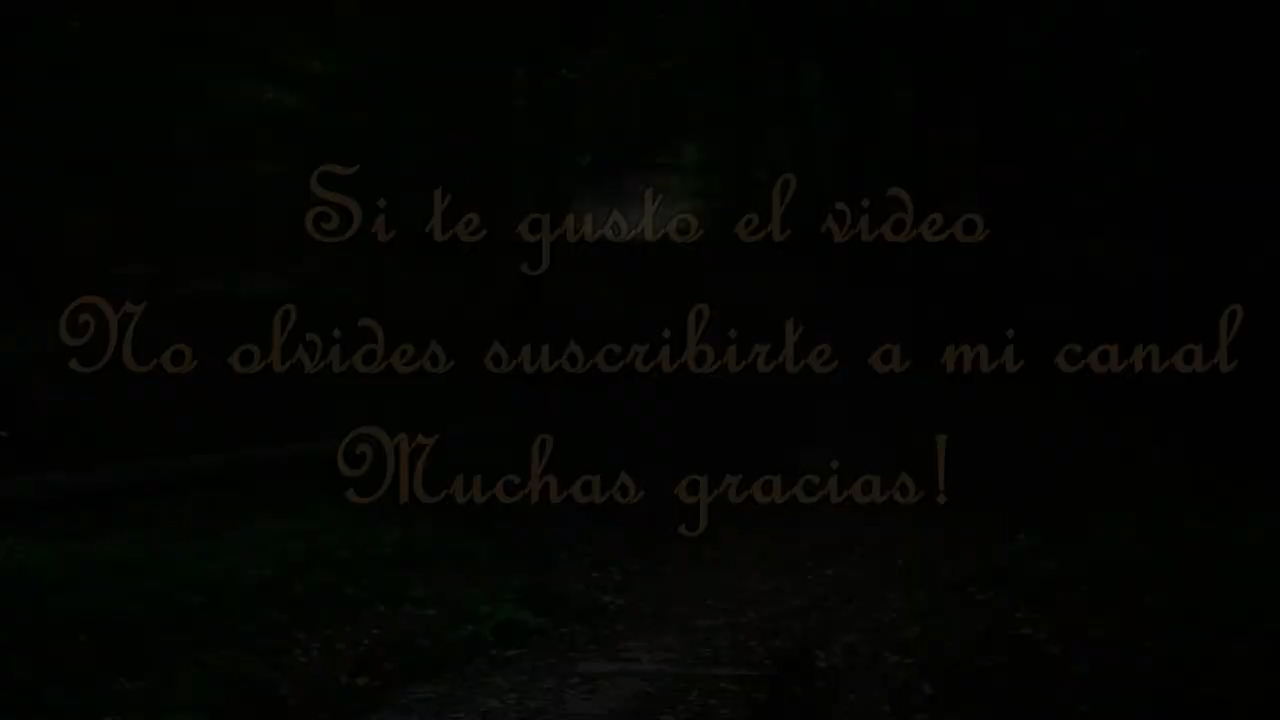 Si te gusto el video
No olvides suscribirte a mi canal
Muchas gracias!